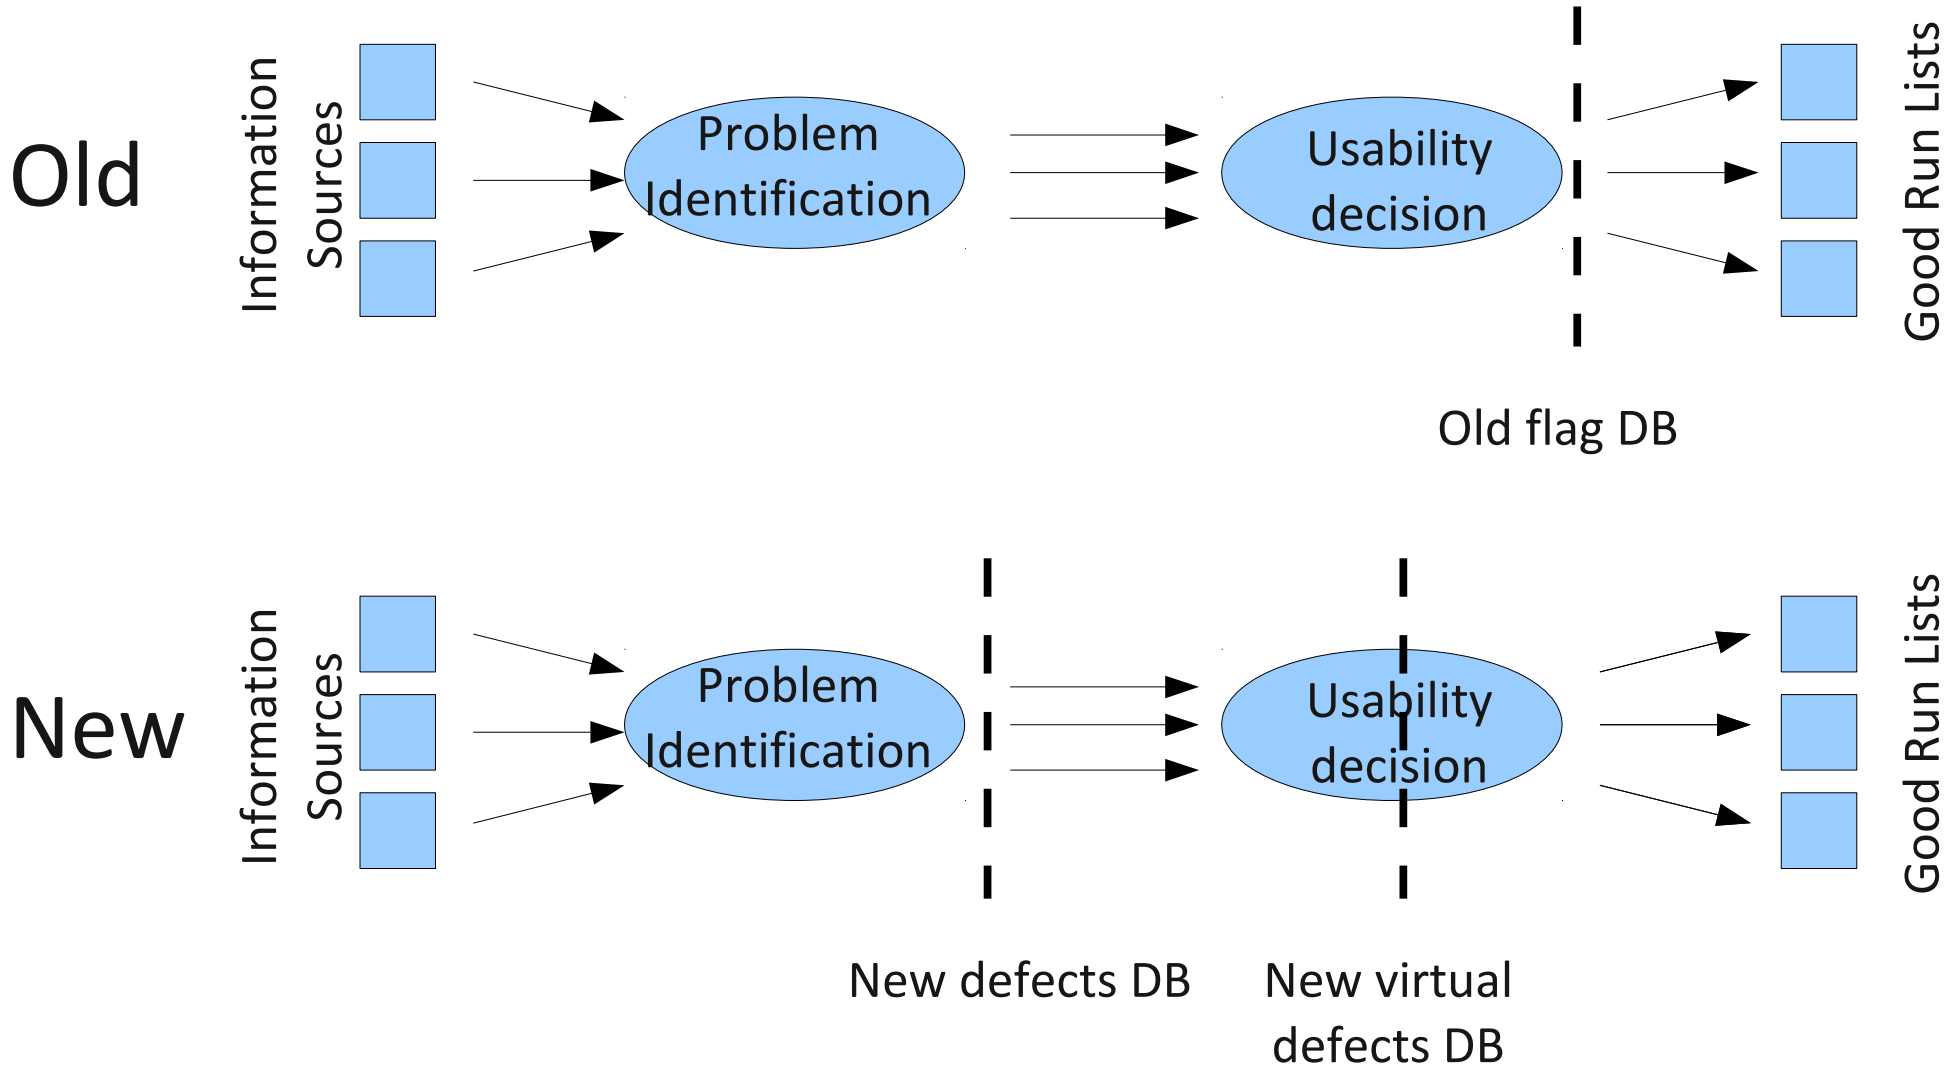 Old
Information
Sources
Problem
Identification
Usability
decision
Good Run Lists
Old flag DB
New
Information
Sources
Problem
Identification
Usability
decision
Good Run Lists
New defects DB
New virtual
defects DB